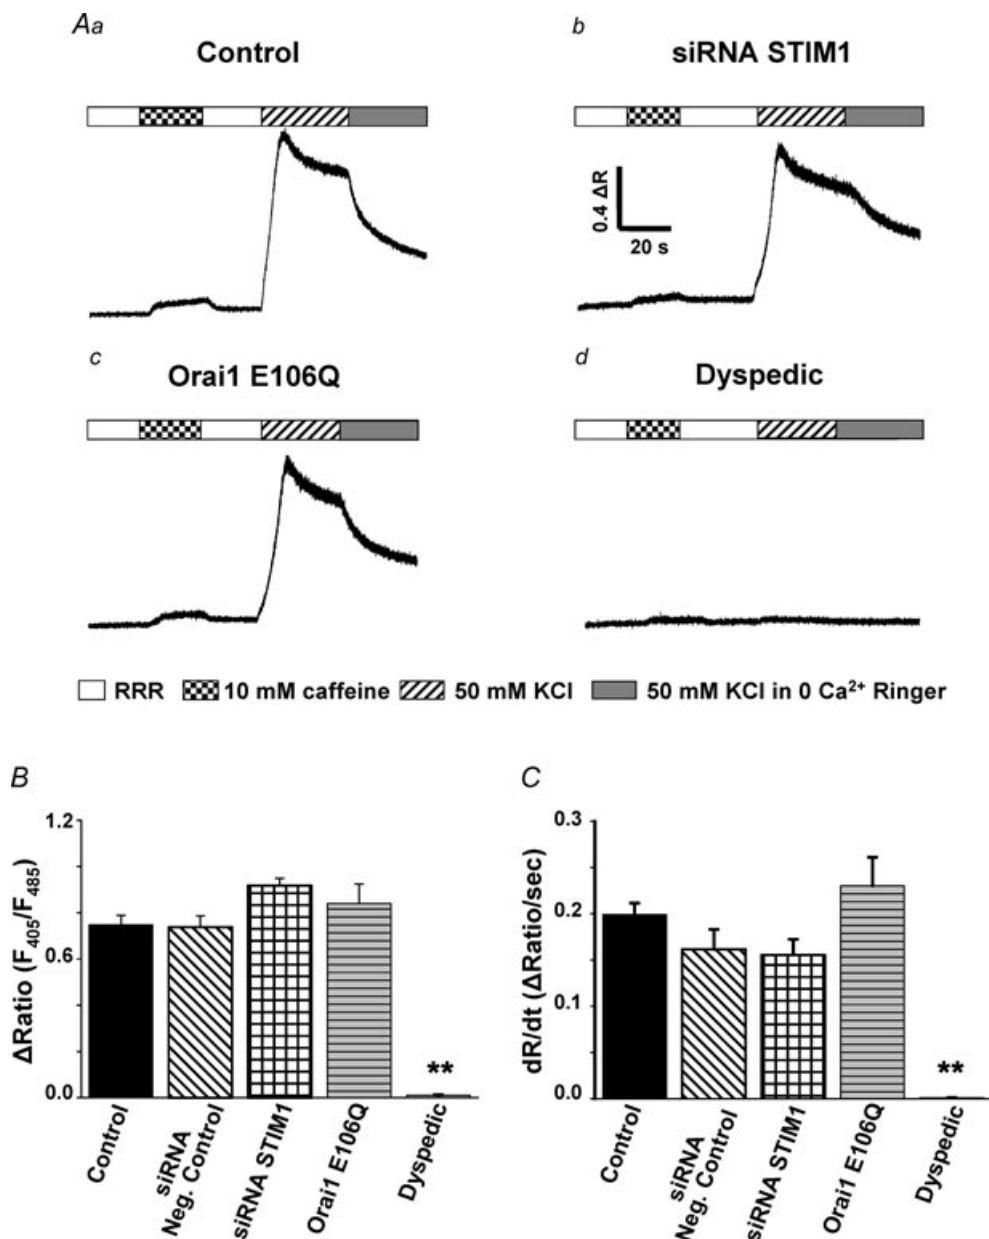 Aa
Control
b
siRNA STIM1
0.4 ΔR
20 s
c
Orai1 E106Q
d
Dyspedic
RRR 10 mM caffeine 50 mM KCl 50 mM KCl in 0 Ca²⁺ Ringer
B
ΔRatio (F₄₀₅/F₄₈₅)
1.2
0.6
0.0
**
Control
siRNA
Neg. Control
siRNA STIM1
Orai1 E106Q
Dyspedic
C
dR/dt (ΔRatio/sec)
0.3
0.2
0.1
0.0
**
Control
siRNA
Neg. Control
siRNA STIM1
Orai1 E106Q
Dyspedic